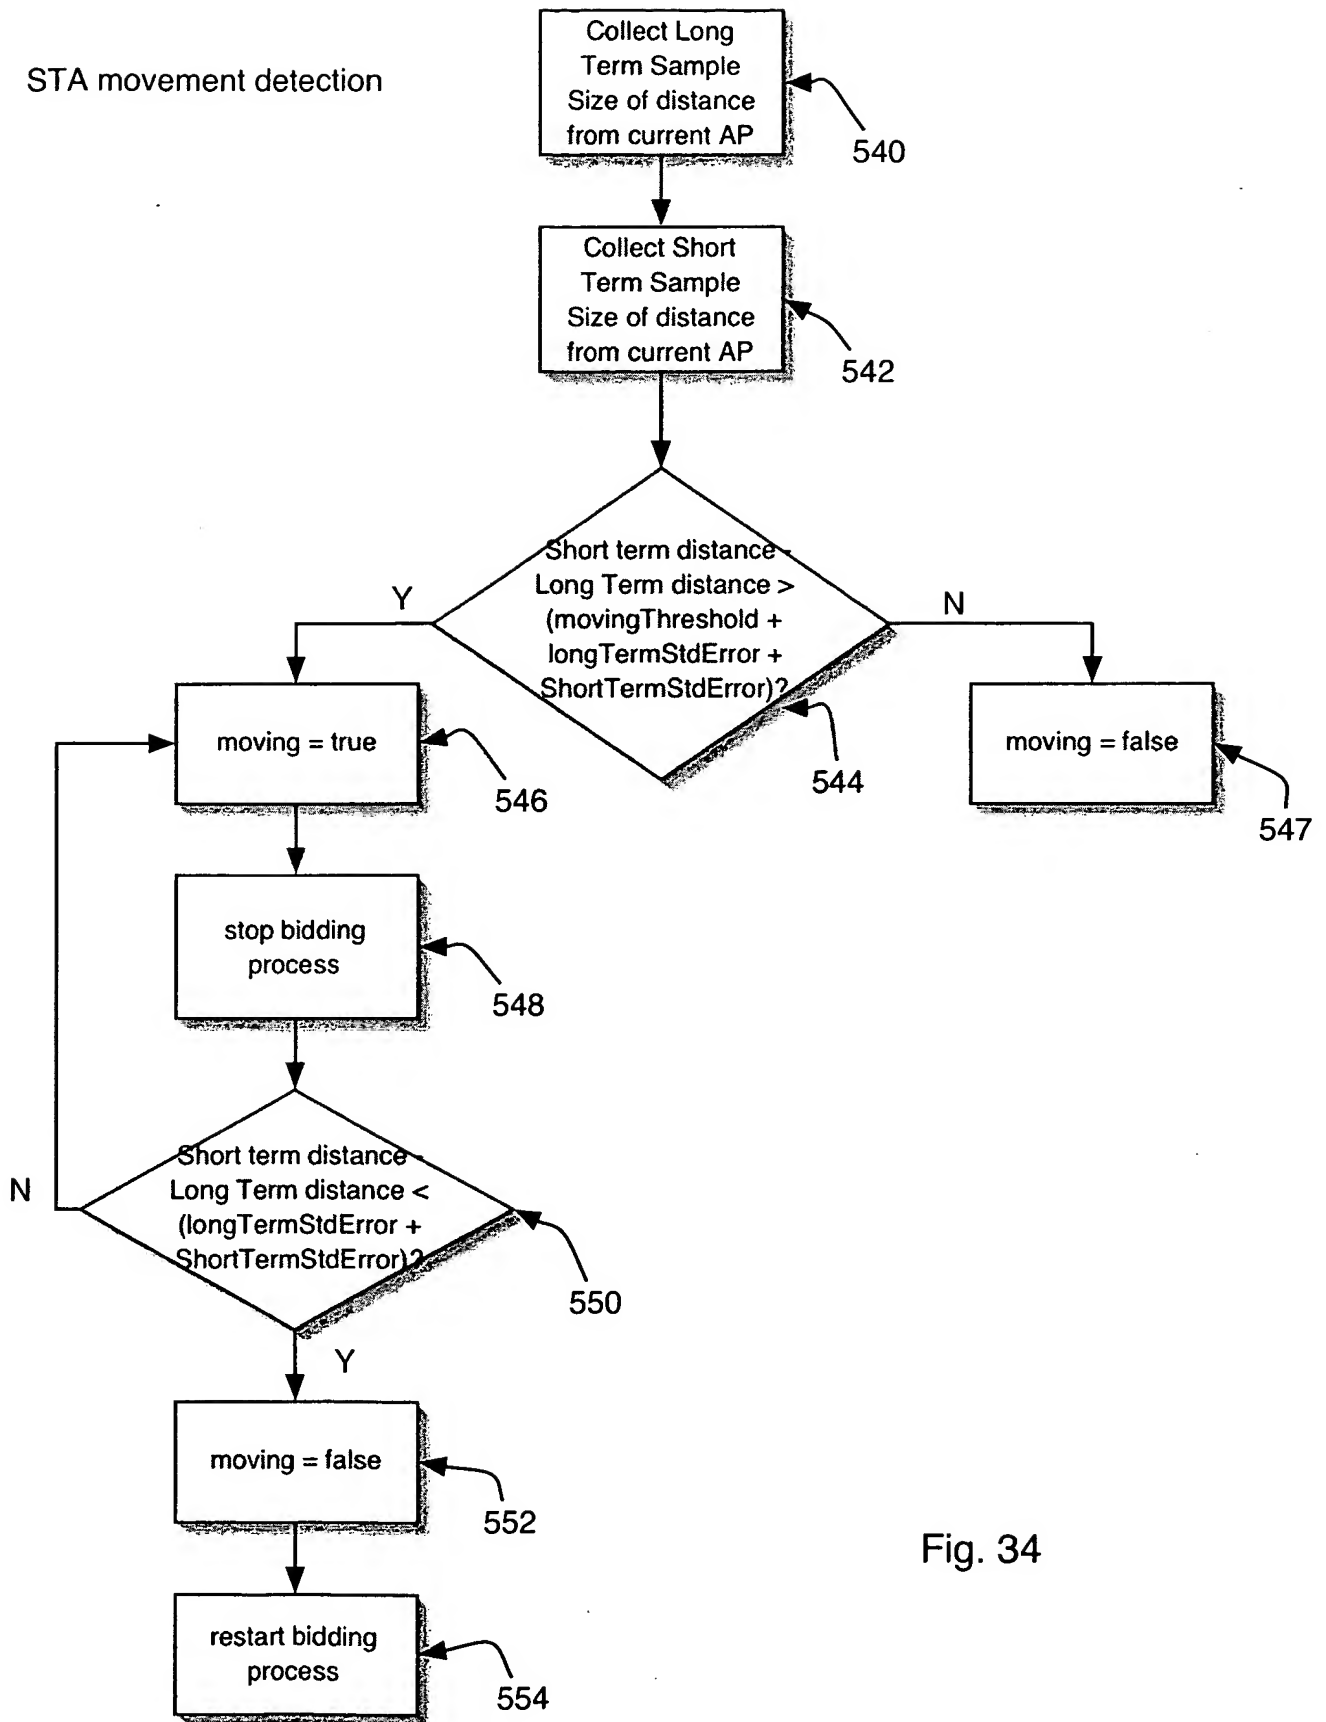 Collect Long
Term Sample
Size of distance
from current AP
STA movement detection
540
Collect Short
Term Sample
Size of distance
from current AP
542
Short term distance -
Long Term distance >
(movingThreshold +
longTermStdError +
ShortTermStdError)?
Y
N
544
moving = true
546
moving = false
547
stop bidding
process
548
Short term distance -
Long Term distance <
(longTermStdError +
ShortTermStdError)?
N
550
Y
moving = false
552
Fig. 34
restart bidding
process
554